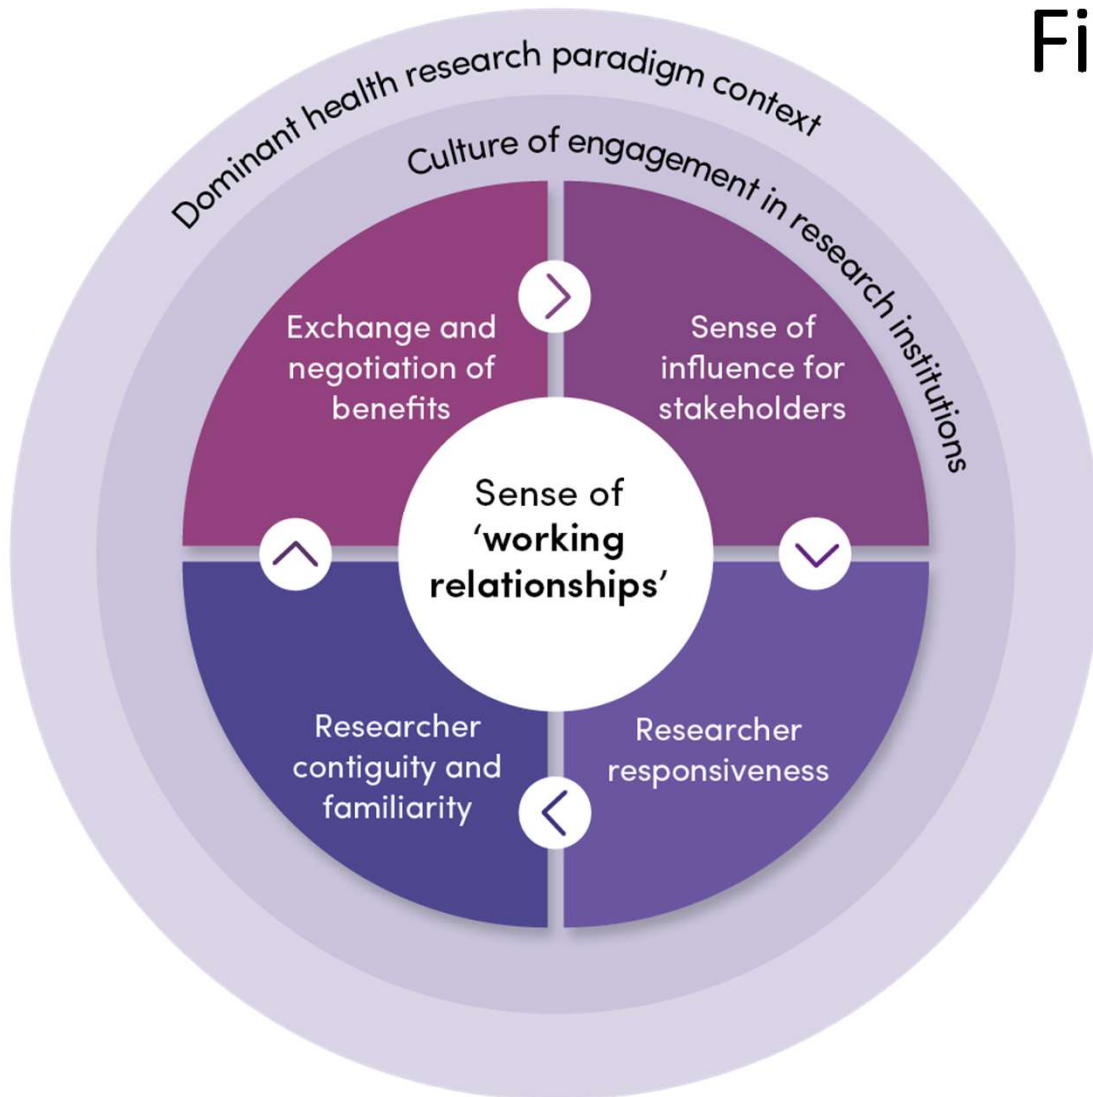 Fi
Dominant health research paradigm context
Culture of engagement in research institutions
Exchange and
negotiation of
benefits
Sense of
influence for
stakeholders
Sense of
‘working
relationships’
Researcher
contiguity and
familiarity
Researcher
responsiveness